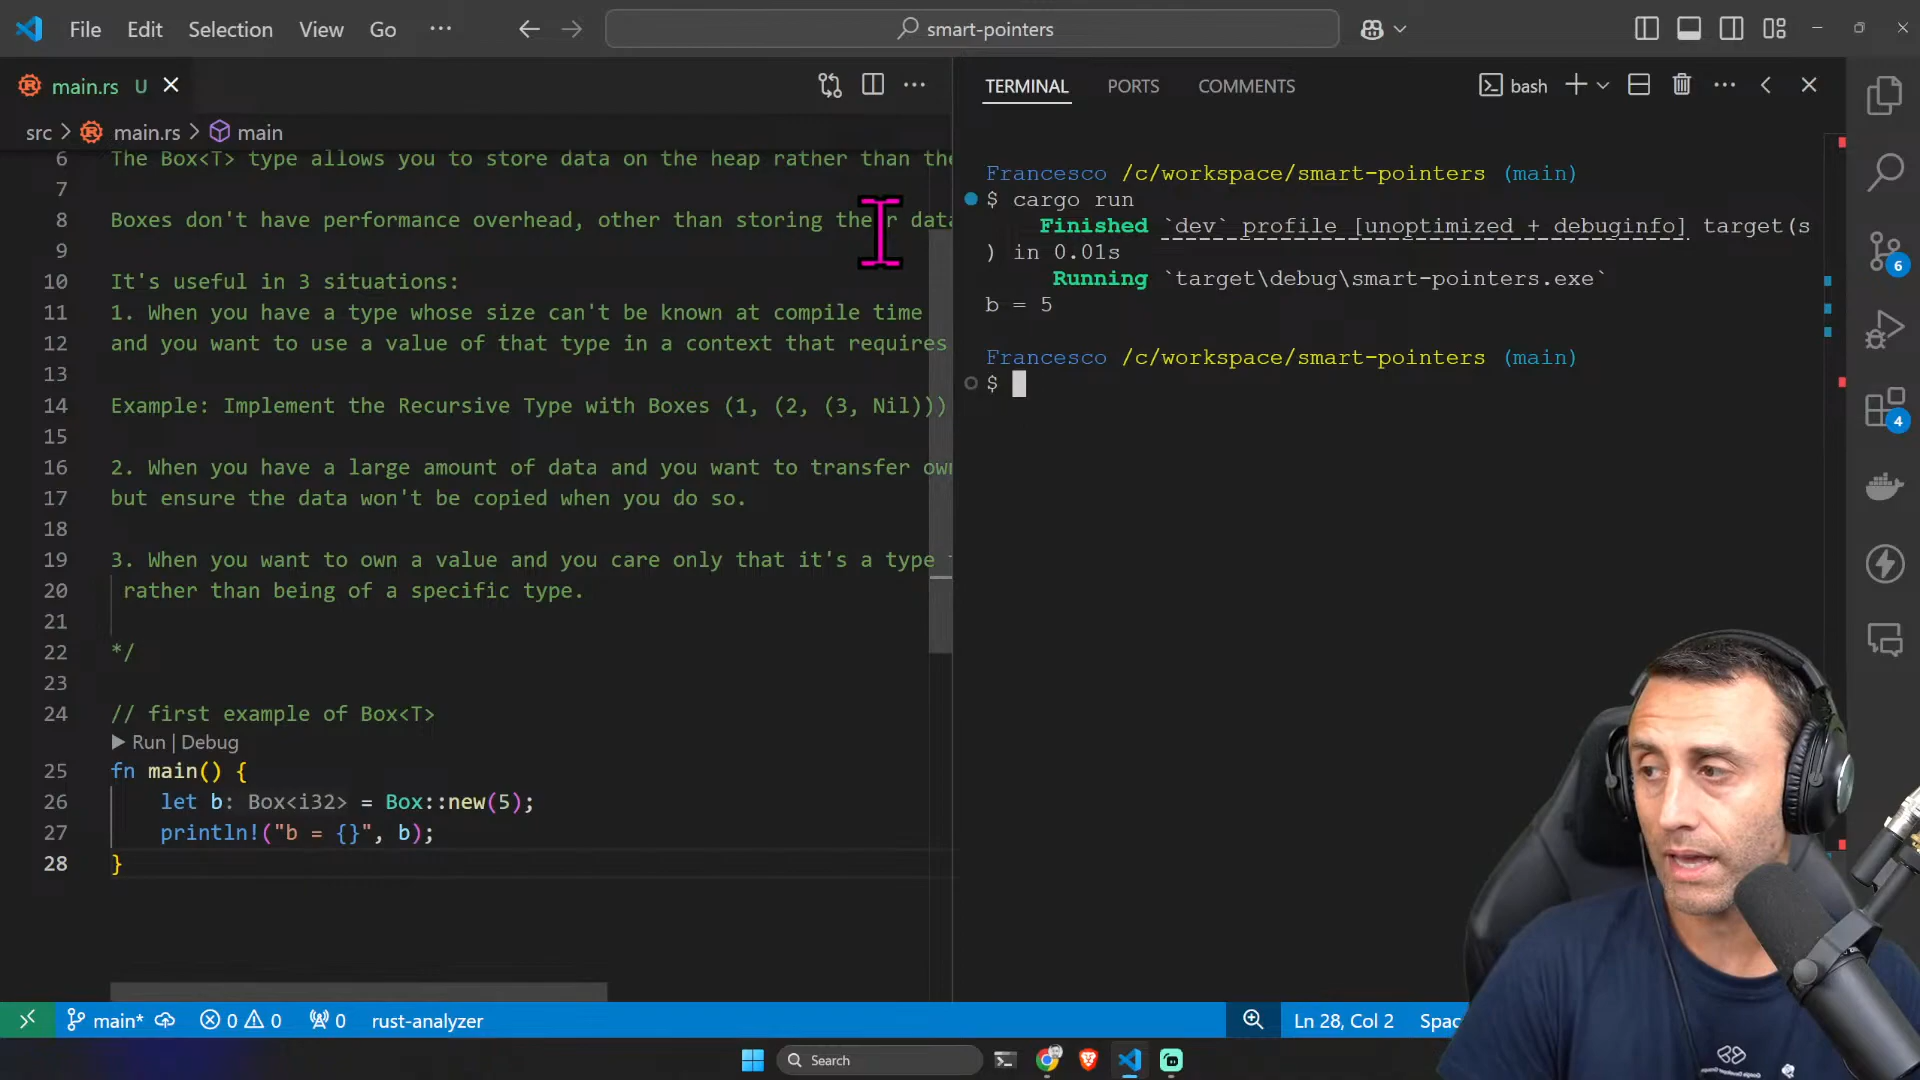 File Edit Selection View Go ···
smart-pointers
main.rs U
TERMINAL PORTS COMMENTS
bash
src > main.rs > main
6 The Box<T> type allows you to store data on the heap rather than the
7
8 Boxes don't have performance overhead, other than storing their data
9
10 It's useful in 3 situations:
11 1. When you have a type whose size can't be known at compile time
12 and you want to use a value of that type in a context that requires
13
14 Example: Implement the Recursive Type with Boxes (1, (2, (3, Nil)))
15
16 2. When you have a large amount of data and you want to transfer
17 but ensure the data won't be copied when you do so.
18
19 3. When you want to own a value and you care only that it's a type
20 rather than being of a specific type.
21
22 */
23
24 // first example of Box<T>
Run | Debug
25 fn main() {
26 let b: Box<i32> = Box::new(5);
27 println!("b = {}", b);
28 }
Francesco /c/workspace/smart-pointers (main)
$ cargo run
Finished `dev` profile [unoptimized + debuginfo] target(s
) in 0.01s
Running `target\debug\smart-pointers.exe`
b = 5
Francesco /c/workspace/smart-pointers (main)
$
6
4
main* 0 0 0 rust-analyzer
Ln 28, Col 2 Spac
Search